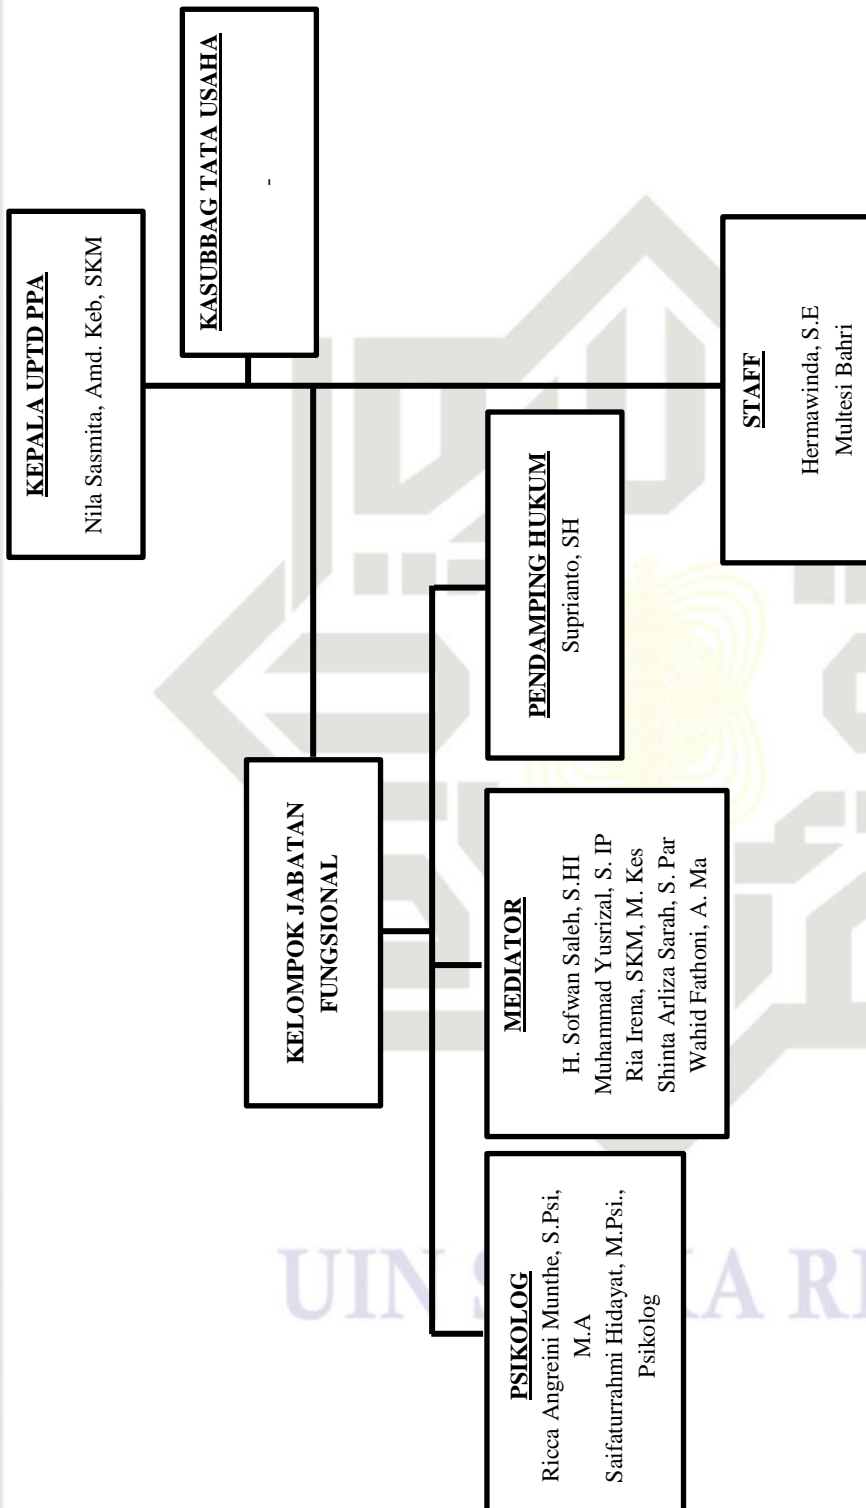 KEPALA UPTD PPA
Nila Sasmita, Amd. Keb, SKM
KASUBBAG TATA USAHA
-
KELOMPOK JABATAN
FUNGSIONAL
PSIKOLOG
Ricca Angreini Munthe, S.Psi,
M.A
Saifaturrahmi Hidayat, M.Psi.,
Psikolog
MEDIATOR
H. Sofwan Saleh, S.HI
Muhammad Yusrizal, S. IP
Ria Irena, SKM, M. Kes
Shinta Arliza Sarah, S. Par
Wahid Fathoni, A. Ma
PENDAMPING HUKUM
Suprianto, SH
STAFF
Hermawinda, S.E
Multesi Bahri
UIN